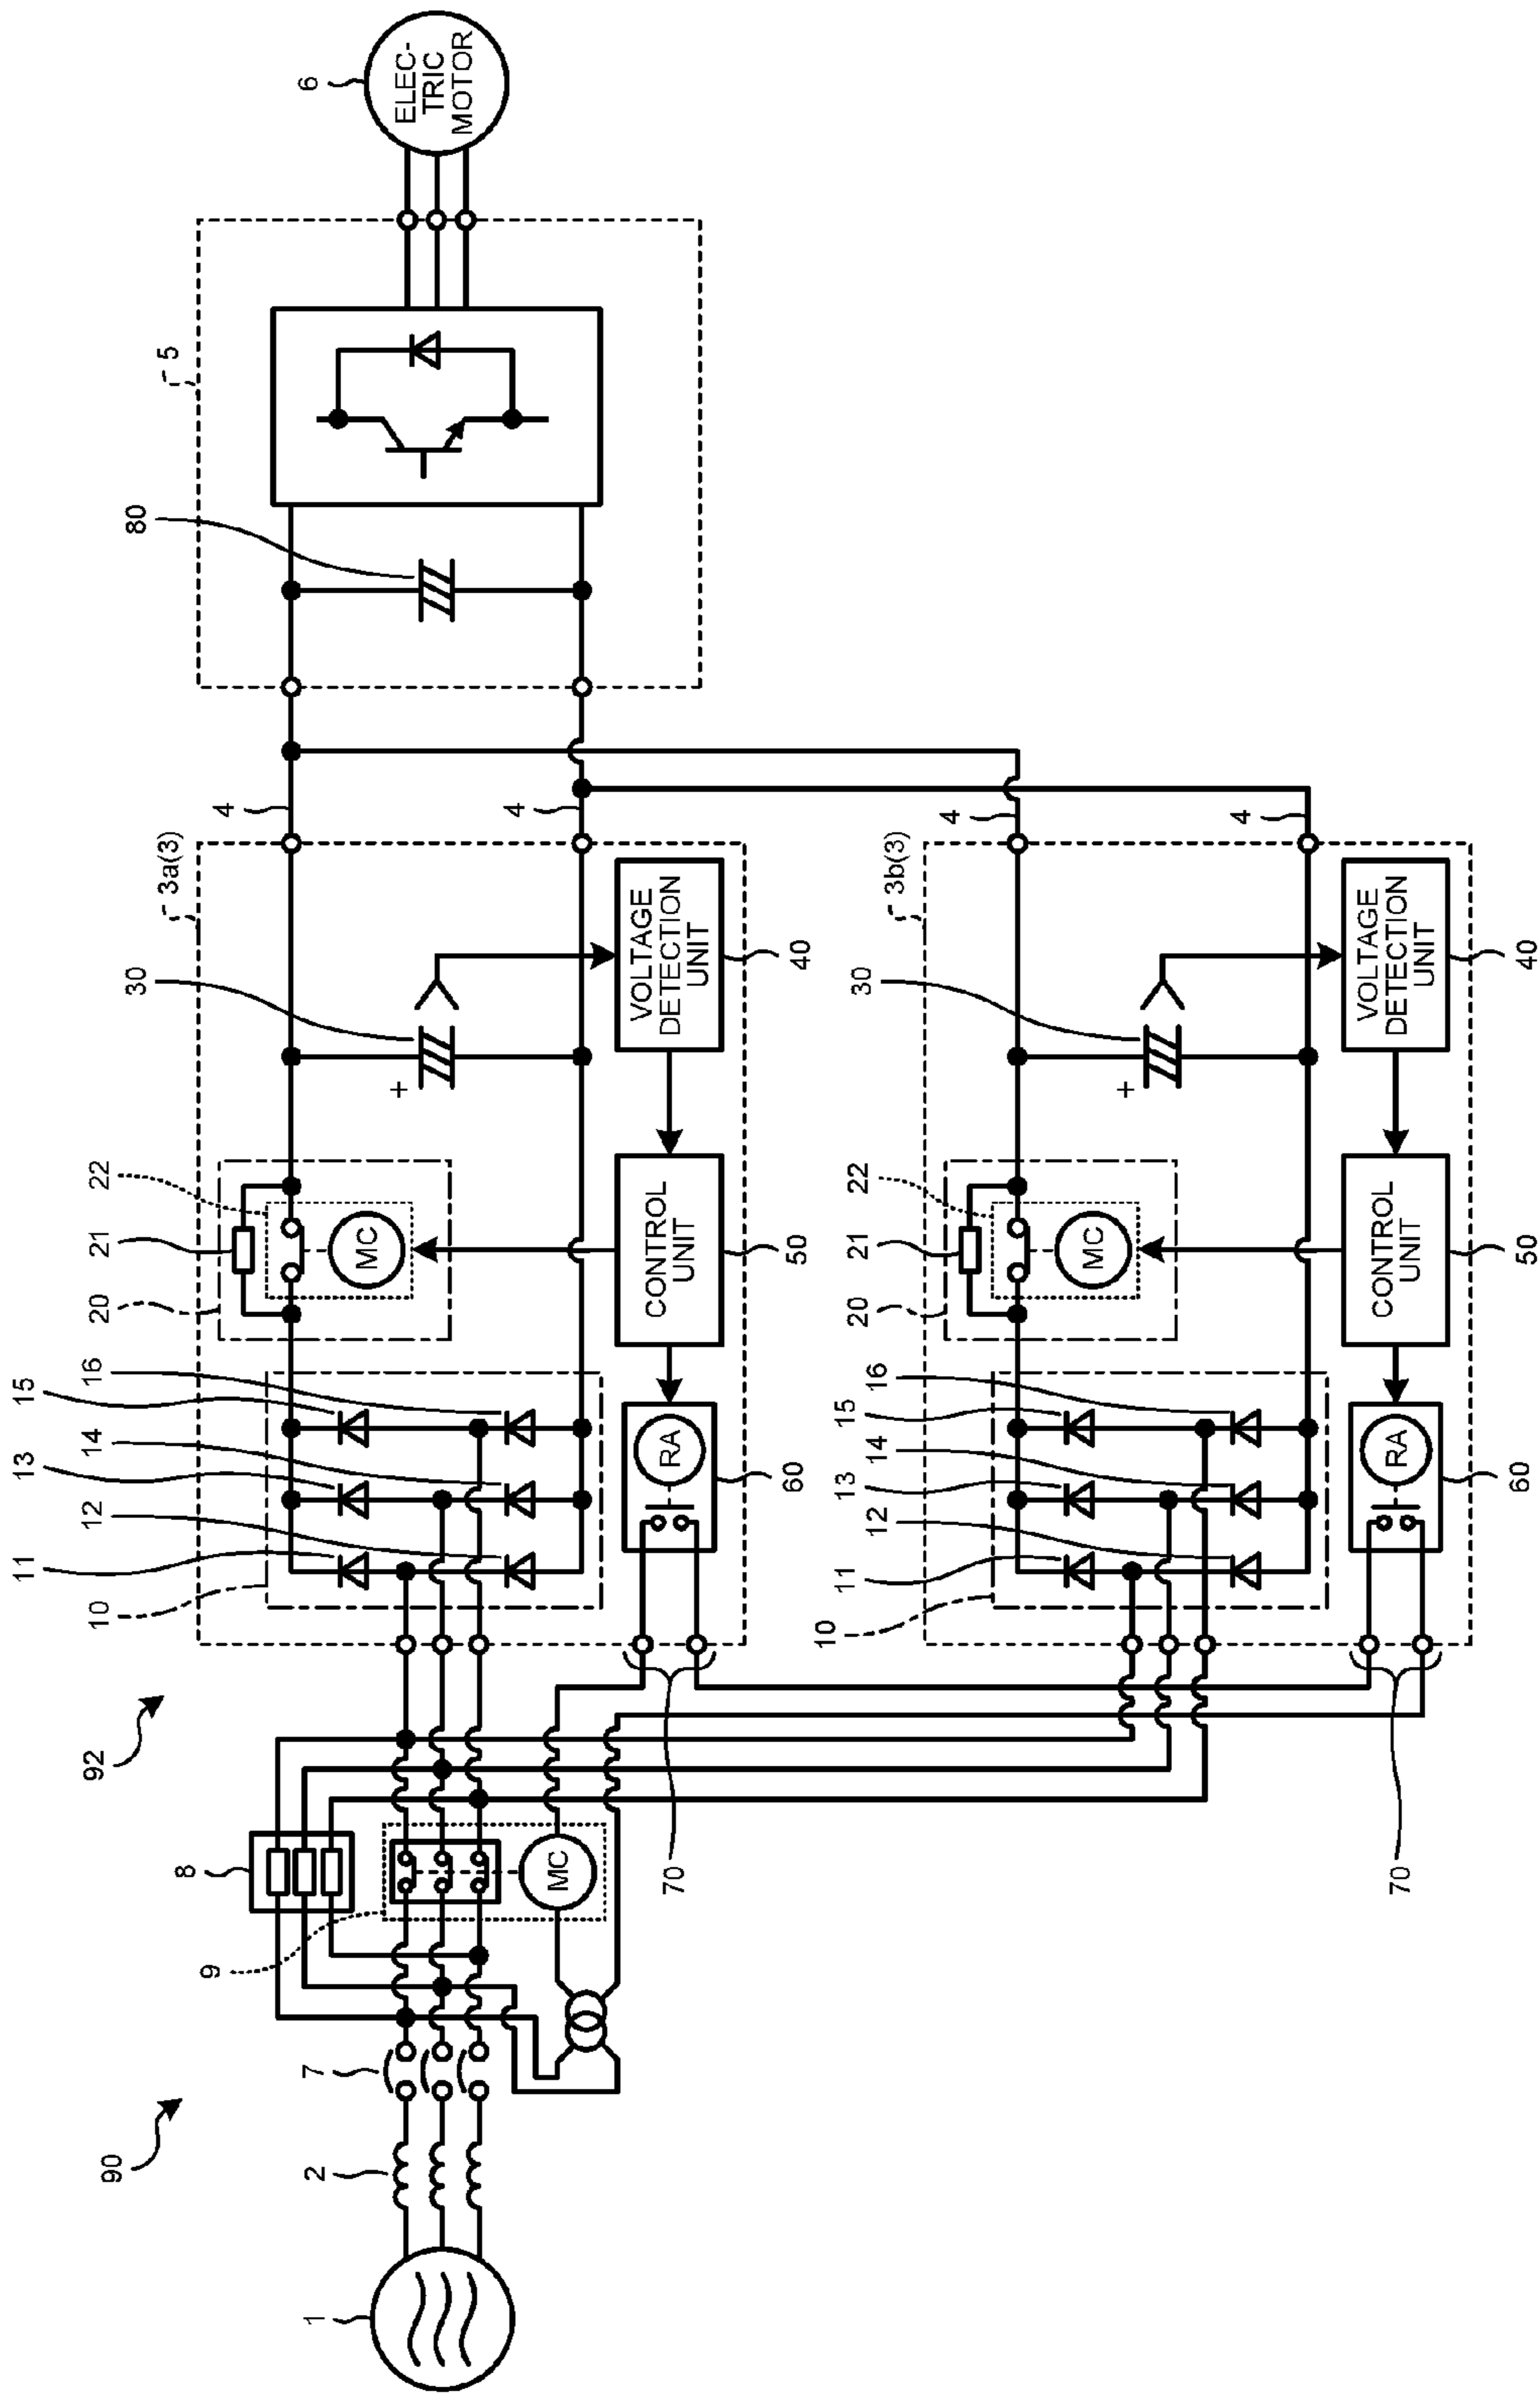 11
13
15
90
92
10
12
14
16
20
21
22
30
80
9
8
3a(3)
5
4
1
2
7
6
MC
+
ELEC-
TRIC
MOTOR
4
MC
RA
CONTROL
UNIT
VOLTAGE
DETECTION
UNIT
70
60
50
40
10
11
12
13
14
15
16
20
21
22
30
3b(3)
4
MC
+
4
RA
CONTROL
UNIT
VOLTAGE
DETECTION
UNIT
70
60
50
40